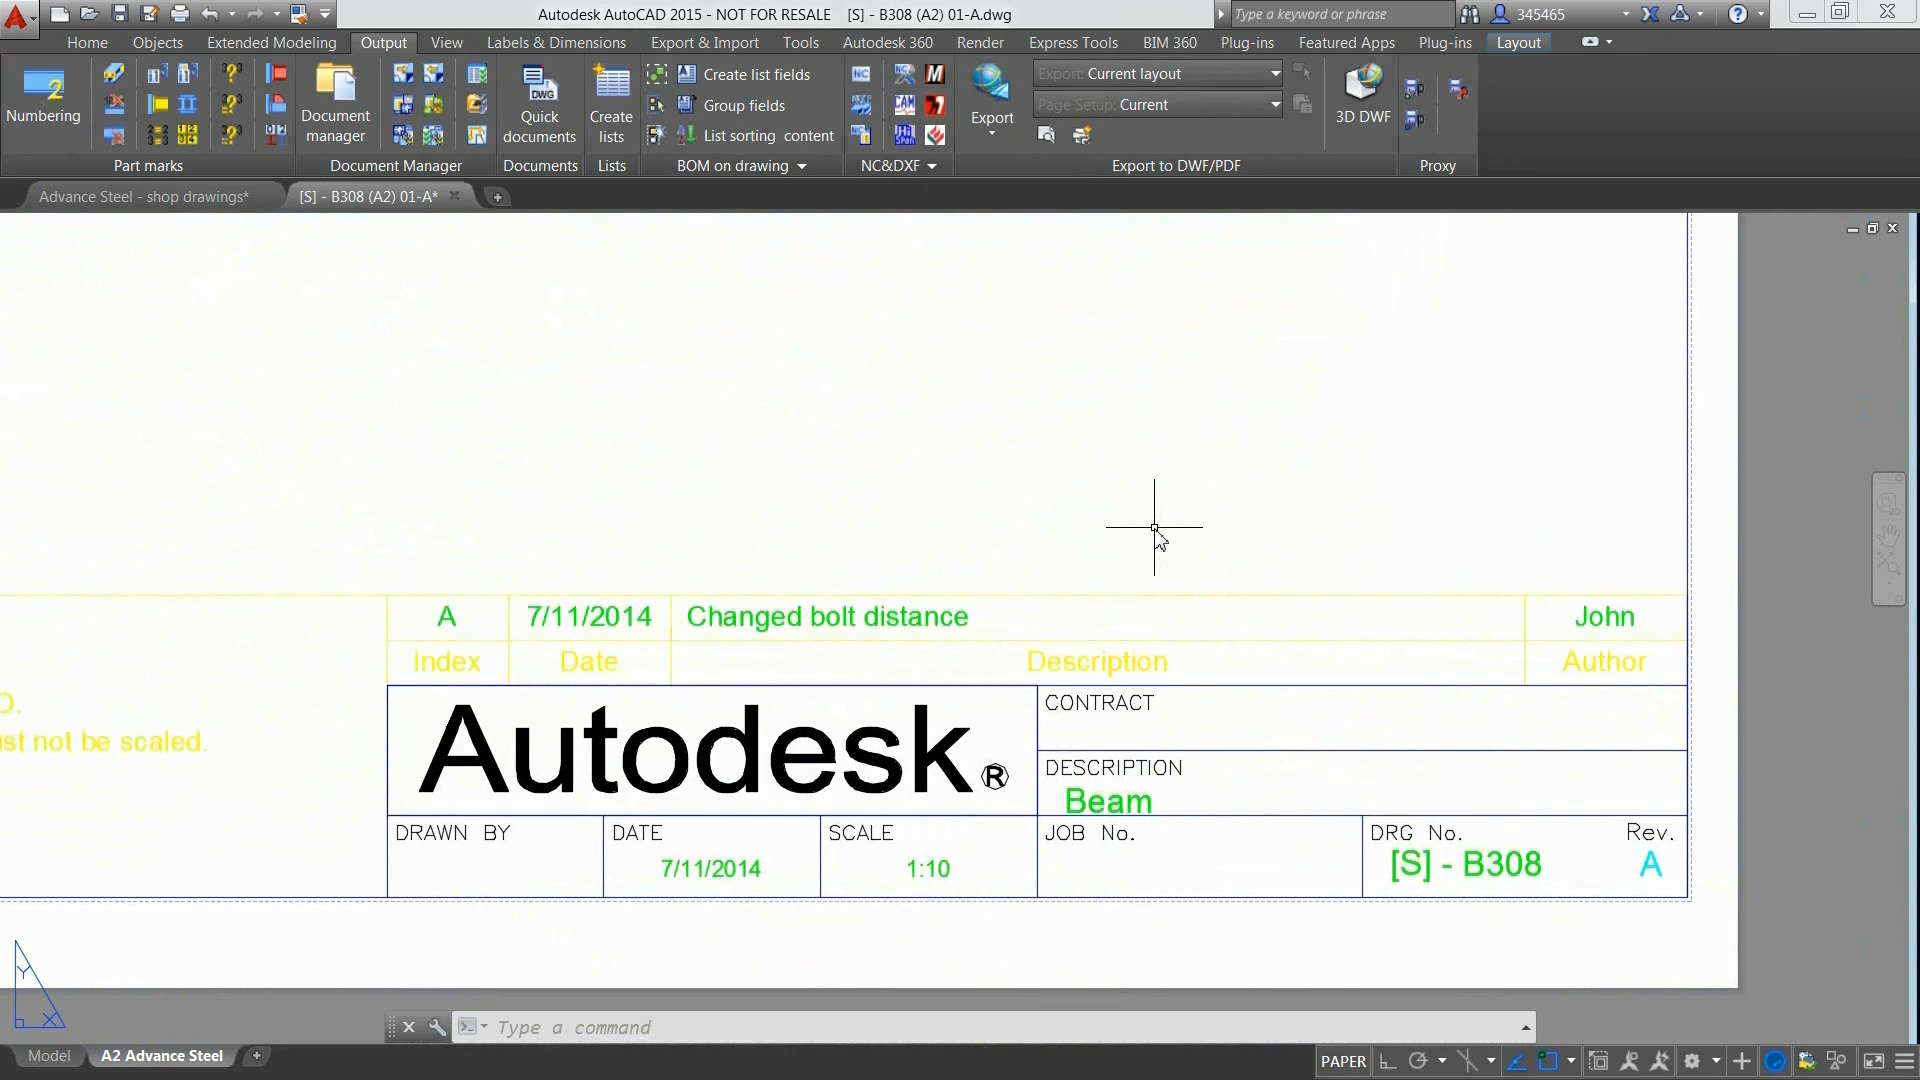 Autodesk AutoCAD 2015 - NOT FOR RESALE [S] - B308 (A2) 01-A.dwg
Type a keyword or phrase
345465
Home Objects Extended Modeling Output View Labels & Dimensions Export & Import Tools Autodesk 360 Render Express Tools BIM 360 Plug-ins Featured Apps Plug-ins Layout
Numbering
Document manager
Quick documents
Create lists
Create list fields
Group fields
List sorting content
Export
Export: Current layout
Page Setup: Current
3D DWF
Part marks Document Manager Documents Lists BOM on drawing NC&DXF Export to DWF/PDF Proxy
Advance Steel - shop drawings* [S] - B308 (A2) 01-A*
A 7/11/2014 Changed bolt distance John
Index Date Description Author
ust not be scaled.
Autodesk®
CONTRACT
DESCRIPTION
Beam
DRAWN BY DATE SCALE JOB No. DRG No. Rev.
7/11/2014 1:10 [S] - B308 A
Y
X
Type a command
Model A2 Advance Steel
PAPER